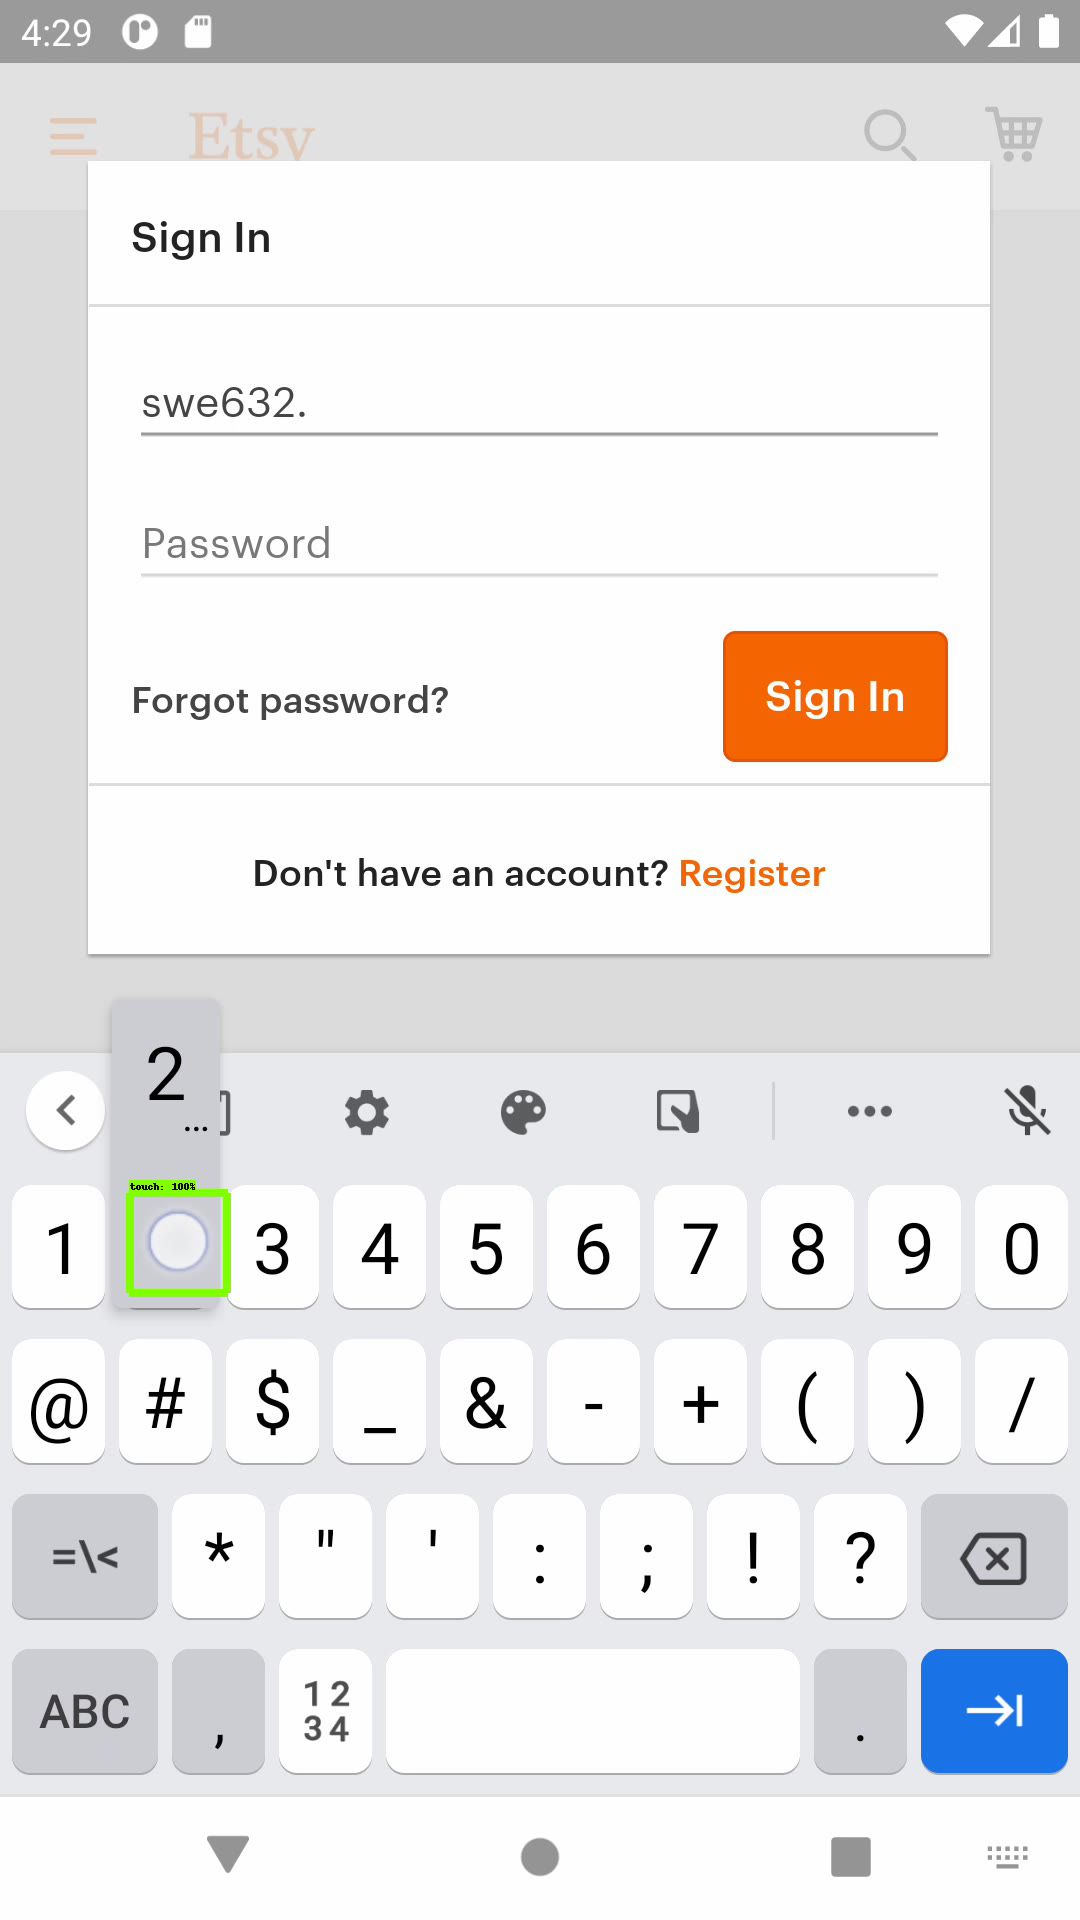 4:29
Etsy
Sign In
swe632.
Password
Forgot password?
Sign In
Don't have an account? Register
2
...
touch: 100%
1 3 4 5 6 7 8 9 0
@ # $ _ & - + ( ) /
=\< * " ' : ; ! ?
ABC , 12 34 .